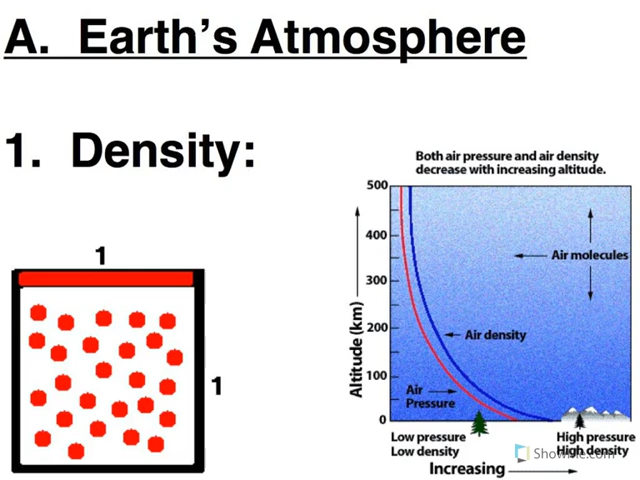 A. Earth's Atmosphere
1. Density:
1
1
Both air pressure and air density
decrease with increasing altitude.
500
400
300
200
100
0
Altitude (km)
Air molecules
Air density
Air
Pressure
Low pressure
Low density
High pressure
High density
ShowMe.com
Increasing